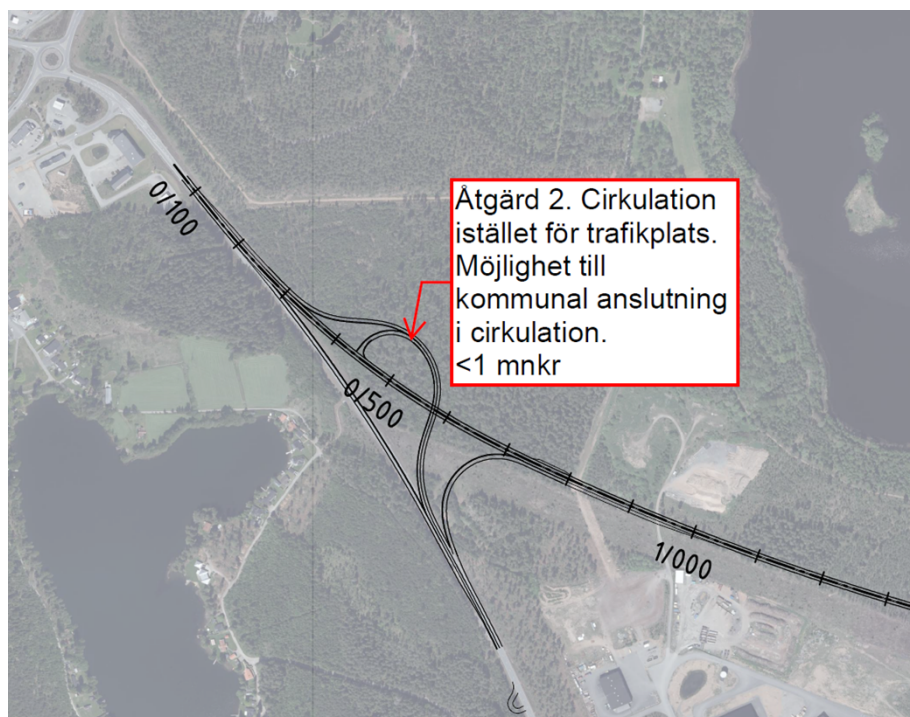 0/100
Åtgärd 2. Cirkulation
istället för trafikplats.
Möjlighet till
kommunal anslutning
i cirkulation.
<1 mnkr
0/500
1/000